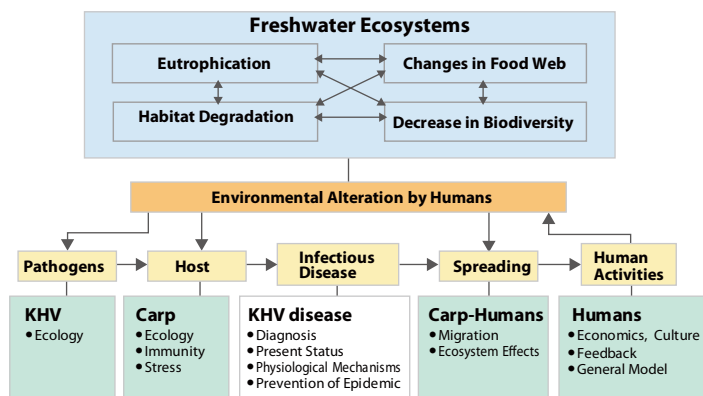 Freshwater Ecosystems
Eutrophication
Changes in Food Web
Habitat Degradation
Decrease in Biodiversity
Environmental Alteration by Humans
Pathogens
Host
Infectious
Disease
Spreading
Human
Activities
KHV
• Ecology
Carp
• Ecology
• Immunity
• Stress
KHV disease
• Diagnosis
• Present Status
• Physiological Mechanisms
• Prevention of Epidemic
Carp-Humans
• Migration
• Ecosystem Effects
Humans
• Economics, Culture
• Feedback
• General Model